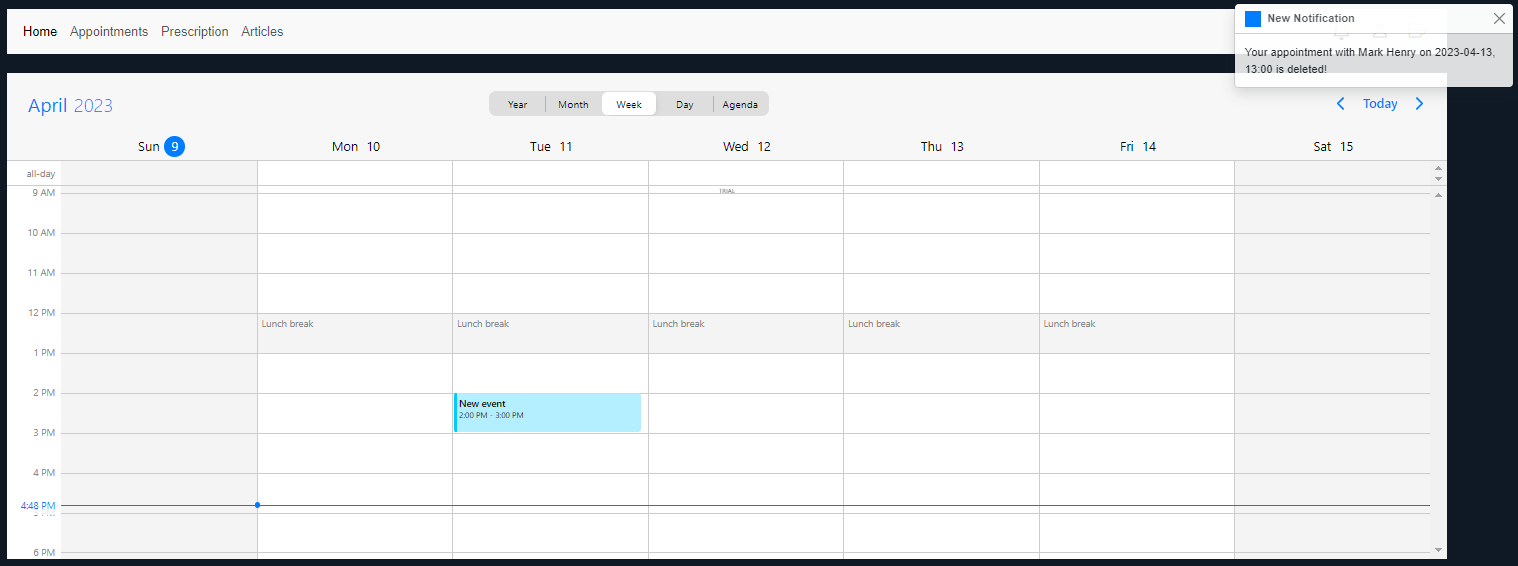 Home Appointments Prescription Articles
New Notification
Your appointment with Mark Henry on 2023-04-13,
13:00 is deleted!
April 2023
Year Month Week Day Agenda
Today
Sun 9 Mon 10 Tue 11 Wed 12 Thu 13 Fri 14 Sat 15
all-day
TRIAL
9 AM
10 AM
11 AM
12 PM
Lunch break Lunch break Lunch break Lunch break Lunch break
1 PM
2 PM
New event
2:00 PM - 3:00 PM
3 PM
4 PM
4:48 PM
6 PM